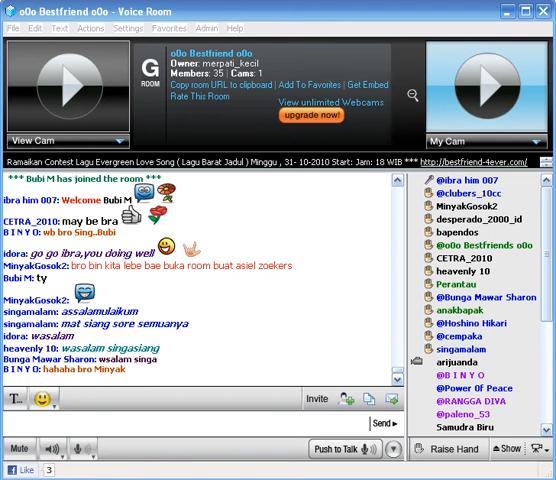 oOo Bestfriend oOo - Voice Room
File Edit Text Actions Settings Favorites Admin Help
G ROOM
oOo Bestfriend oOo
Owner: merpati_kecil
Members: 35 | Cams: 1
Copy room URL to clipboard | Add To Favorites | Get Embed
Rate This Room
View unlimited Webcams
upgrade now!
View Cam
My Cam
Ramaikan Contest Lagu Evergreen Love Song ( Lagu Barat Jadul ) Minggu , 31- 10-2010 Start: Jam: 18 WIB *** http://bestfriend-4ever.com/
*** Bubi M has joined the room ***
ibra him 007: Welcome Bubi M
CETRA_2010: may be bra
B I N Y O: wb bro Sing..Bubi
idora: go go ibra,you doing well
MinyakGosok2: bro bin kita lebe bae buka room buat asiel zoekers
Bubi M: ty
MinyakGosok2:
singamalam: assalamulaikum
singamalam: mat siang sore semuanya
idora: wasalam
heavenly 10: wasalam singasiang
Bunga Mawar Sharon: wsalam singa
B I N Y O: hahaha bro Minyak
@ibra him 007
@clubers_10cc
MinyakGosok2
desperado_2000_id
bapendos
@oOo Bestfriends oOo
CETRA_2010
heavenly 10
Perantau
@Bunga Mawar Sharon
anakbapak
@Hoshino Hikari
@cempaka
singamalam
arijuanda
@B I N Y O
@Power Of Peace
@RANGGA DIVA
@paleno_53
Samudra Biru
T...
Invite
Send
Mute
Push to Talk
Raise Hand
Show
Like 3